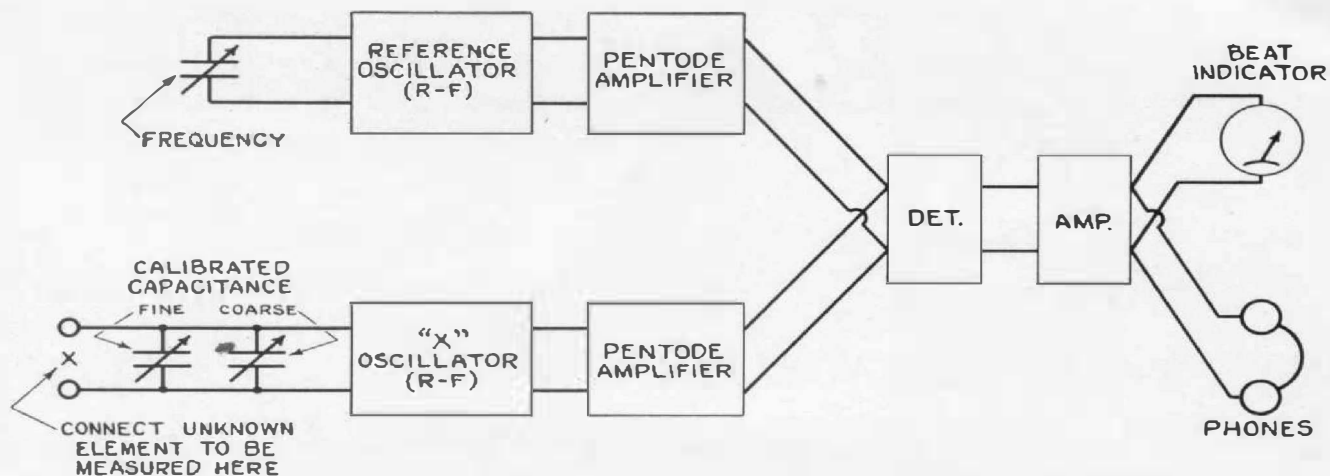 REFERENCE
OSCILLATOR
(R-F)
PENTODE
AMPLIFIER
BEAT
INDICATOR
FREQUENCY
DET.
AMP.
CALIBRATED
CAPACITANCE
FINE COARSE
X
"X"
OSCILLATOR
(R-F)
PENTODE
AMPLIFIER
CONNECT UNKNOWN
ELEMENT TO BE
MEASURED HERE
PHONES